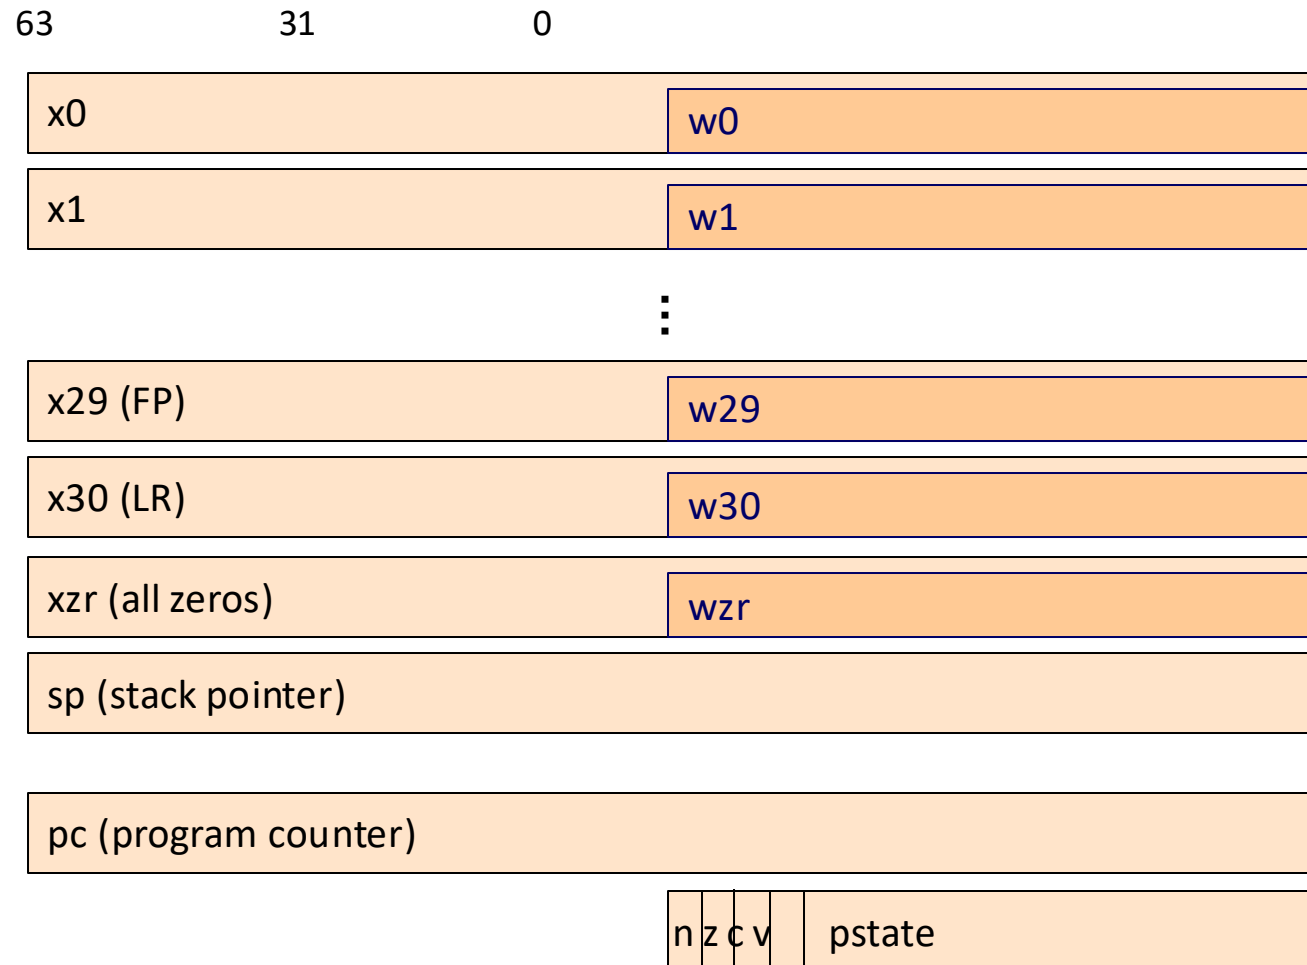 63 31 0
x0 w0
x1 w1
⋮
x29 (FP) w29
x30 (LR) w30
xzr (all zeros) wzr
sp (stack pointer)
pc (program counter)
n z c v pstate